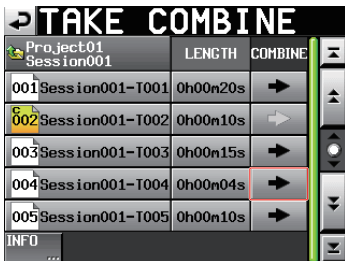 TAKE COMBINE
Project01
Session001
LENGTH
COMBINE
001 Session001-T001 0h00m20s
C
002 Session001-T002 0h00m10s
003 Session001-T003 0h00m15s
004 Session001-T004 0h00m04s
005 Session001-T005 0h00m10s
INFO
...